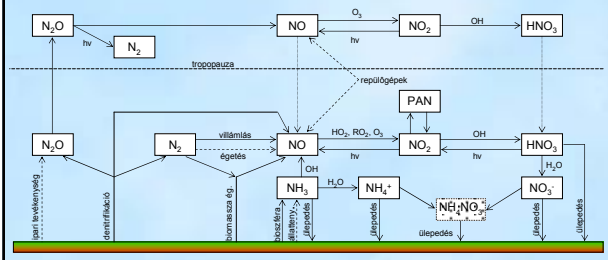 N₂O
hν
N₂
NO
O₃
hν
NO₂
OH
HNO₃
tropopauza
repülőgépek
PAN
N₂O
N₂
villámlás
égetés
NO
HO₂, RO₂, O₃
hν
NO₂
OH
hν
HNO₃
OH
H₂O
H₂O
NH₃
NH₄⁺
NH₄NO₃
NO₃⁻
ipari tevékenység
denitrifikáció
biomassza ég.
bioszféra
állatteny.
ülepedés
ülepedés
ülepedés
ülepedés
ülepedés